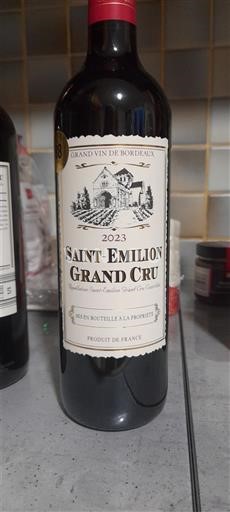 GRAND VIN DE BORDEAUX
2023
SAINT-EMILION
GRAND CRU
Appellation Saint-Emilion Grand Cru Contrôlée
MIS EN BOUTEILLE A LA PROPRIETE
PRODUIT DE FRANCE